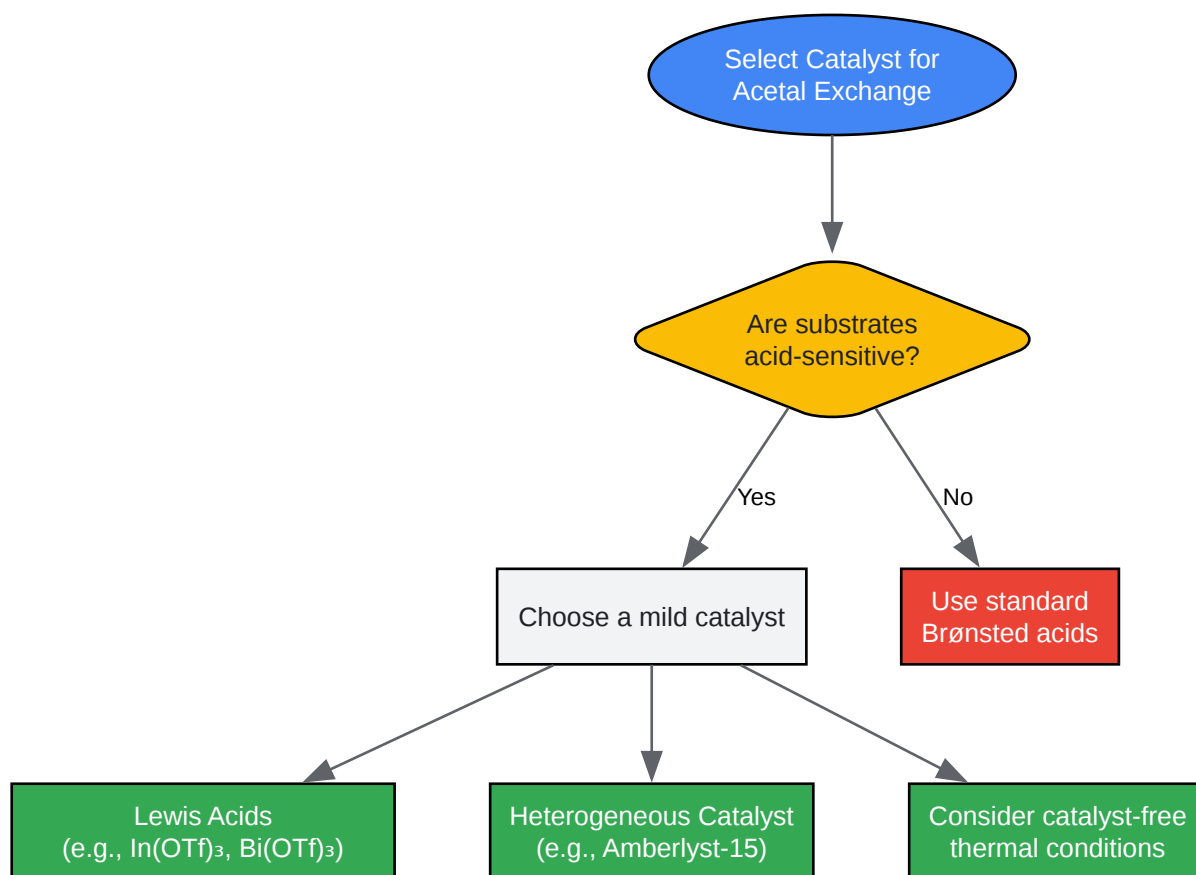 Select Catalyst for
Acetal Exchange
Are substrates
acid-sensitive?
Yes
No
Choose a mild catalyst
Use standard
Brønsted acids
Lewis Acids
(e.g., In(OTf)₃, Bi(OTf)₃)
Heterogeneous Catalyst
(e.g., Amberlyst-15)
Consider catalyst-free
thermal conditions